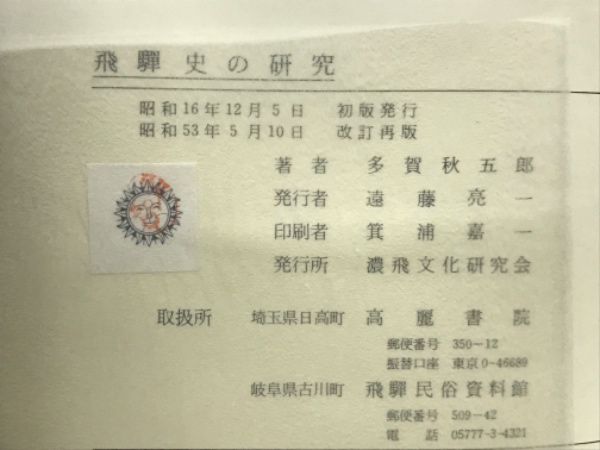 飛驒史の研究
昭和16年12月5日 初版発行
昭和53年5月10日 改訂再版
著者 多賀秋五郎
発行者 遠藤亮一
印刷者 箕浦嘉一
発行所 濃飛文化研究会
取扱所 埼玉県日高町 高麗書院
郵便番号 350-12
振替口座 東京0-46689
岐阜県古川町 飛驒民俗資料館
郵便番号 509-42
電話 05777-3-4321